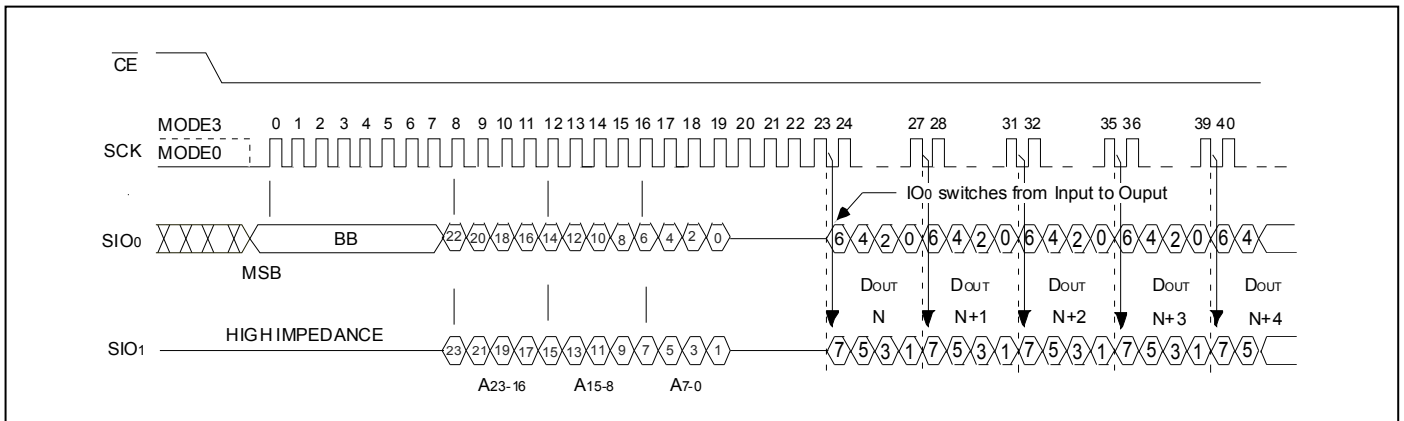 CE
MODE3
0 1 2 3 4 5 6 7 8 9 10 11 12 13 14 15 16 17 18 19 20 21 22 23 24 27 28 31 32 35 36 39 40
SCK
MODE0
IO0 switches from Input to Ouput
SIO0
BB
22 20 18 16 14 12 10 8 6 4 2 0
6 4 2 0 6 4 2 0 6 4 2 0 6 4 2 0 6 4
MSB
DOUT DOUT DOUT DOUT DOUT
N N+1 N+2 N+3 N+4
HIGH IMPEDANCE
SIO1
23 21 19 17 15 13 11 9 7 5 3 1
7 5 3 1 7 5 3 1 7 5 3 1 7 5 3 1 7 5
A23-16 A15-8 A7-0